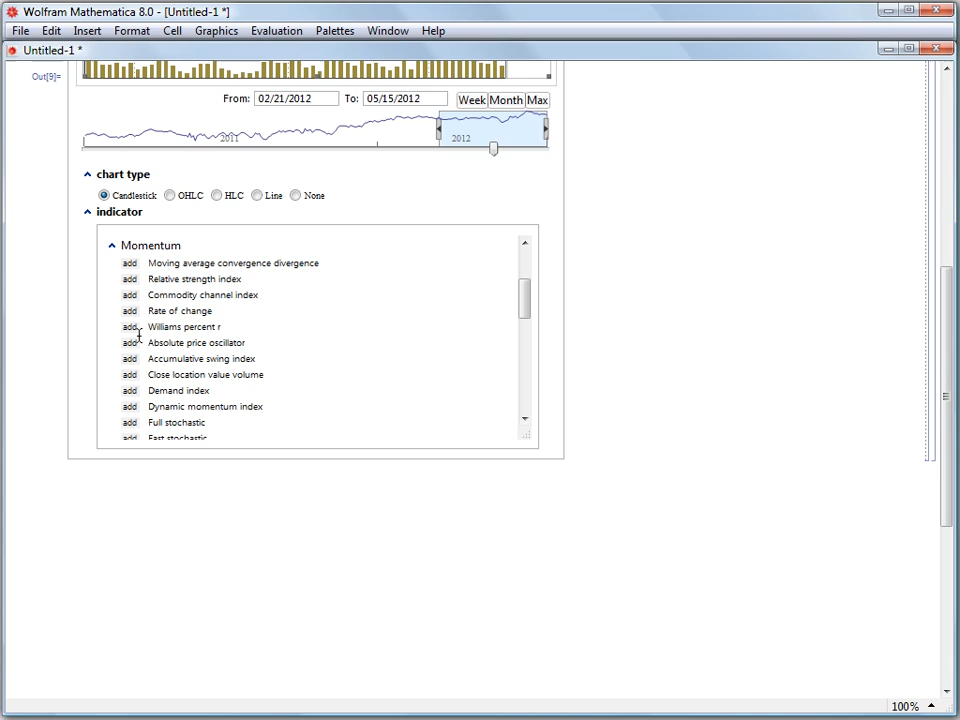 Wolfram Mathematica 8.0 - [Untitled-1 *]
File Edit Insert Format Cell Graphics Evaluation Palettes Window Help
Untitled-1 *
Out[9]=
From: 02/21/2012 To: 05/15/2012 Week Month Max
2011 2012
chart type
Candlestick OHLC HLC Line None
indicator
Momentum
add Moving average convergence divergence
add Relative strength index
add Commodity channel index
add Rate of change
add Williams percent r
add Absolute price oscillator
add Accumulative swing index
add Close location value volume
add Demand index
add Dynamic momentum index
add Full stochastic
add Fast stochastic
100%